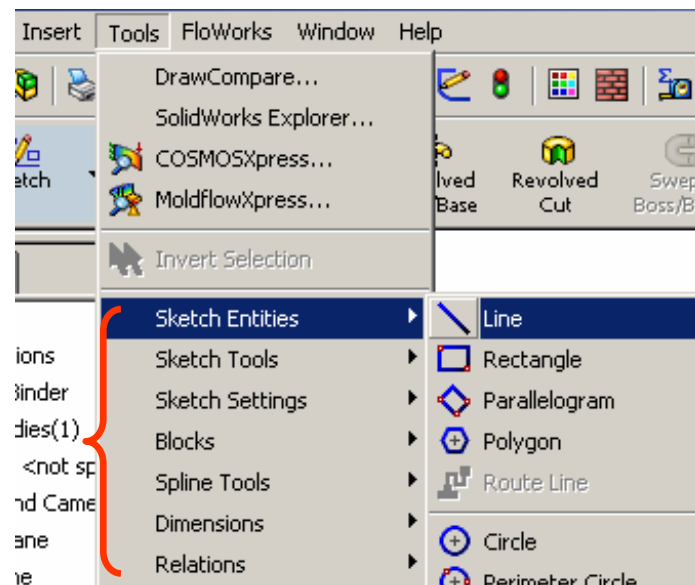 Insert Tools FloWorks Window Help
DrawCompare...
SolidWorks Explorer...
COSMOSXpress...
MoldflowXpress...
Invert Selection
etch
lved
Base
Revolved
Cut
Swep
Boss/B
Sketch Entities
Sketch Tools
Sketch Settings
Blocks
Spline Tools
Dimensions
Relations
Line
Rectangle
Parallelogram
Polygon
Route Line
Circle
Perimeter Circle
ions
Binder
dies(1)
<not sp
nd Came
ane
ne